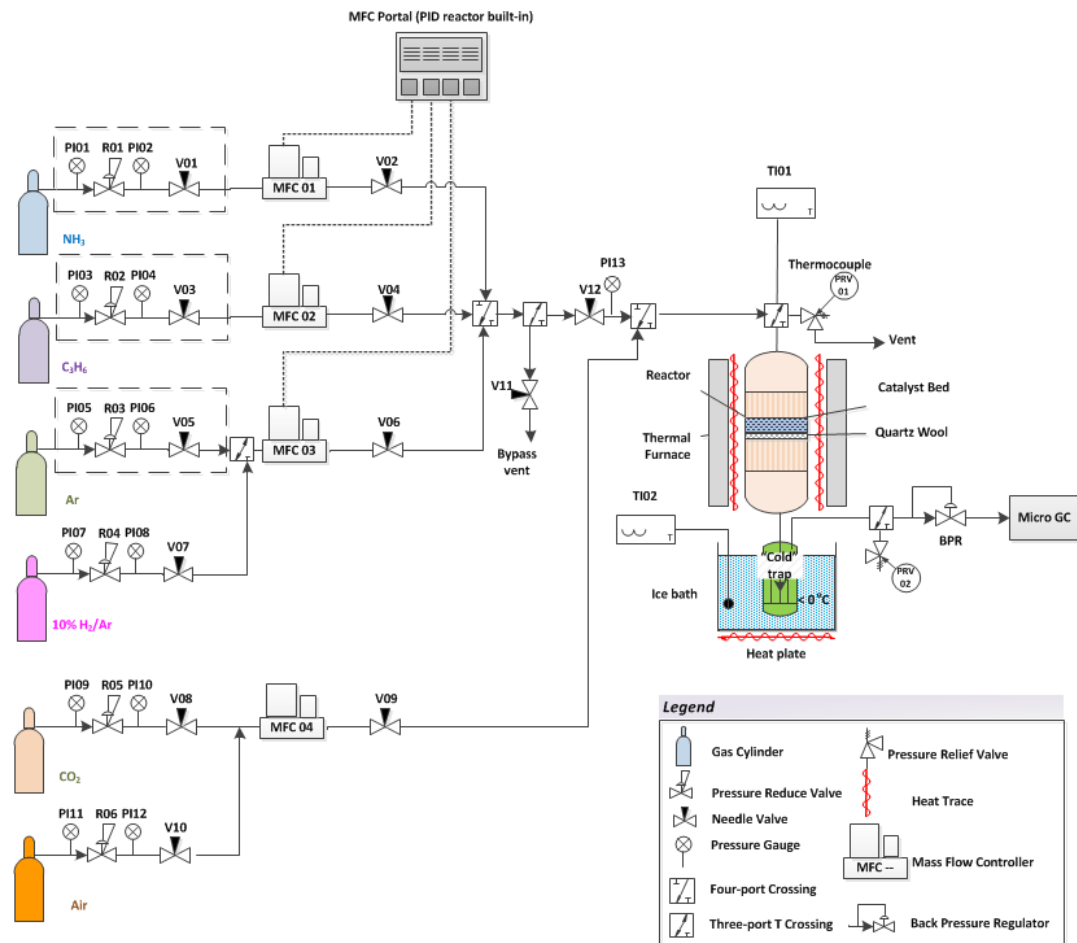 MFC Portal (PID reactor built-in)
PI01 R01 PI02
V01
V02
MFC 01
NH₃
TI01
T
PI03 R02 PI04
V03
V04
MFC 02
C₃H₆
PI13
V12
Thermocouple
PRV
01
Vent
V11
Bypass
vent
Reactor
Catalyst Bed
Quartz Wool
Thermal
Furnace
PI05 R03 PI06
V05
V06
MFC 03
Ar
PI07 R04 PI08
V07
10% H₂/Ar
TI02
T
"Cold"
trap
< 0 °C
Ice bath
Heat plate
PRV
02
BPR
Micro GC
PI09 R05 PI10
V08
V09
MFC 04
CO₂
PI11 R06 PI12
V10
Air
Legend
Gas Cylinder
Pressure Relief Valve
Pressure Reduce Valve
Heat Trace
Needle Valve
Pressure Gauge
MFC --
Mass Flow Controller
Four-port Crossing
Three-port T Crossing
Back Pressure Regulator